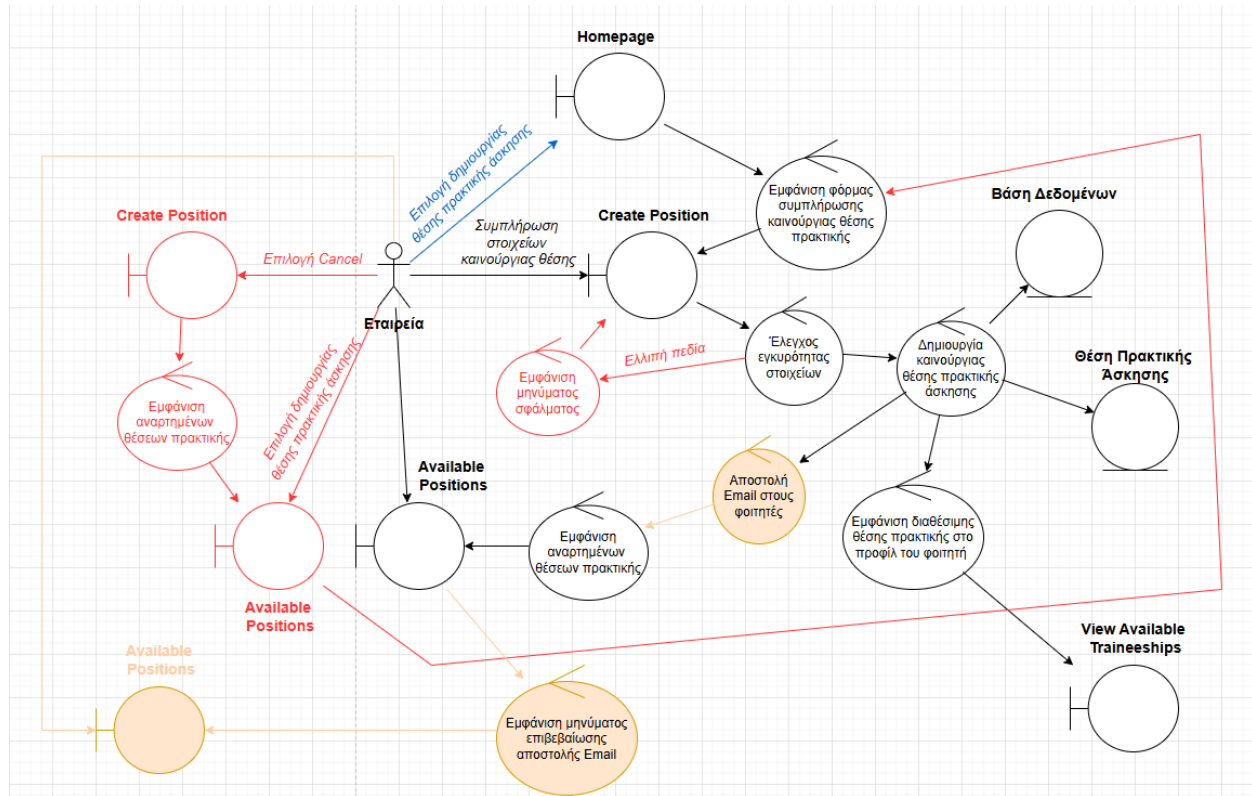 Homepage
Επιλογή δημιουργίας
θέσης πρακτικής άσκησης
Εμφάνιση φόρμας
συμπλήρωσης
καινούργιας θέσης
πρακτικής
Βάση Δεδομένων
Create Position
Επιλογή Cancel
Εταιρεία
Συμπλήρωση
στοιχείων
καινούργιας θέσης
Create Position
Έλεγχος
εγκυρότητας
στοιχείων
Ελλιπή πεδία
Εμφάνιση
μηνύματος
σφάλματος
Δημιουργία
καινούργιας
θέσης πρακτικής
άσκησης
Θέση Πρακτικής
Άσκησης
Εμφάνιση
αναρτημένων
θέσεων πρακτικής
Επιλογή δημιουργίας
θέσης πρακτικής άσκησης
Available
Positions
Αποστολή
Email στους
φοιτητές
Εμφάνιση
αναρτημένων
θέσεων πρακτικής
Εμφάνιση διαθέσιμης
θέσης πρακτικής στο
προφίλ του φοιτητή
Available
Positions
Available
Positions
View Available
Traineeships
Εμφάνιση μηνύματος
επιβεβαίωσης
αποστολής Email